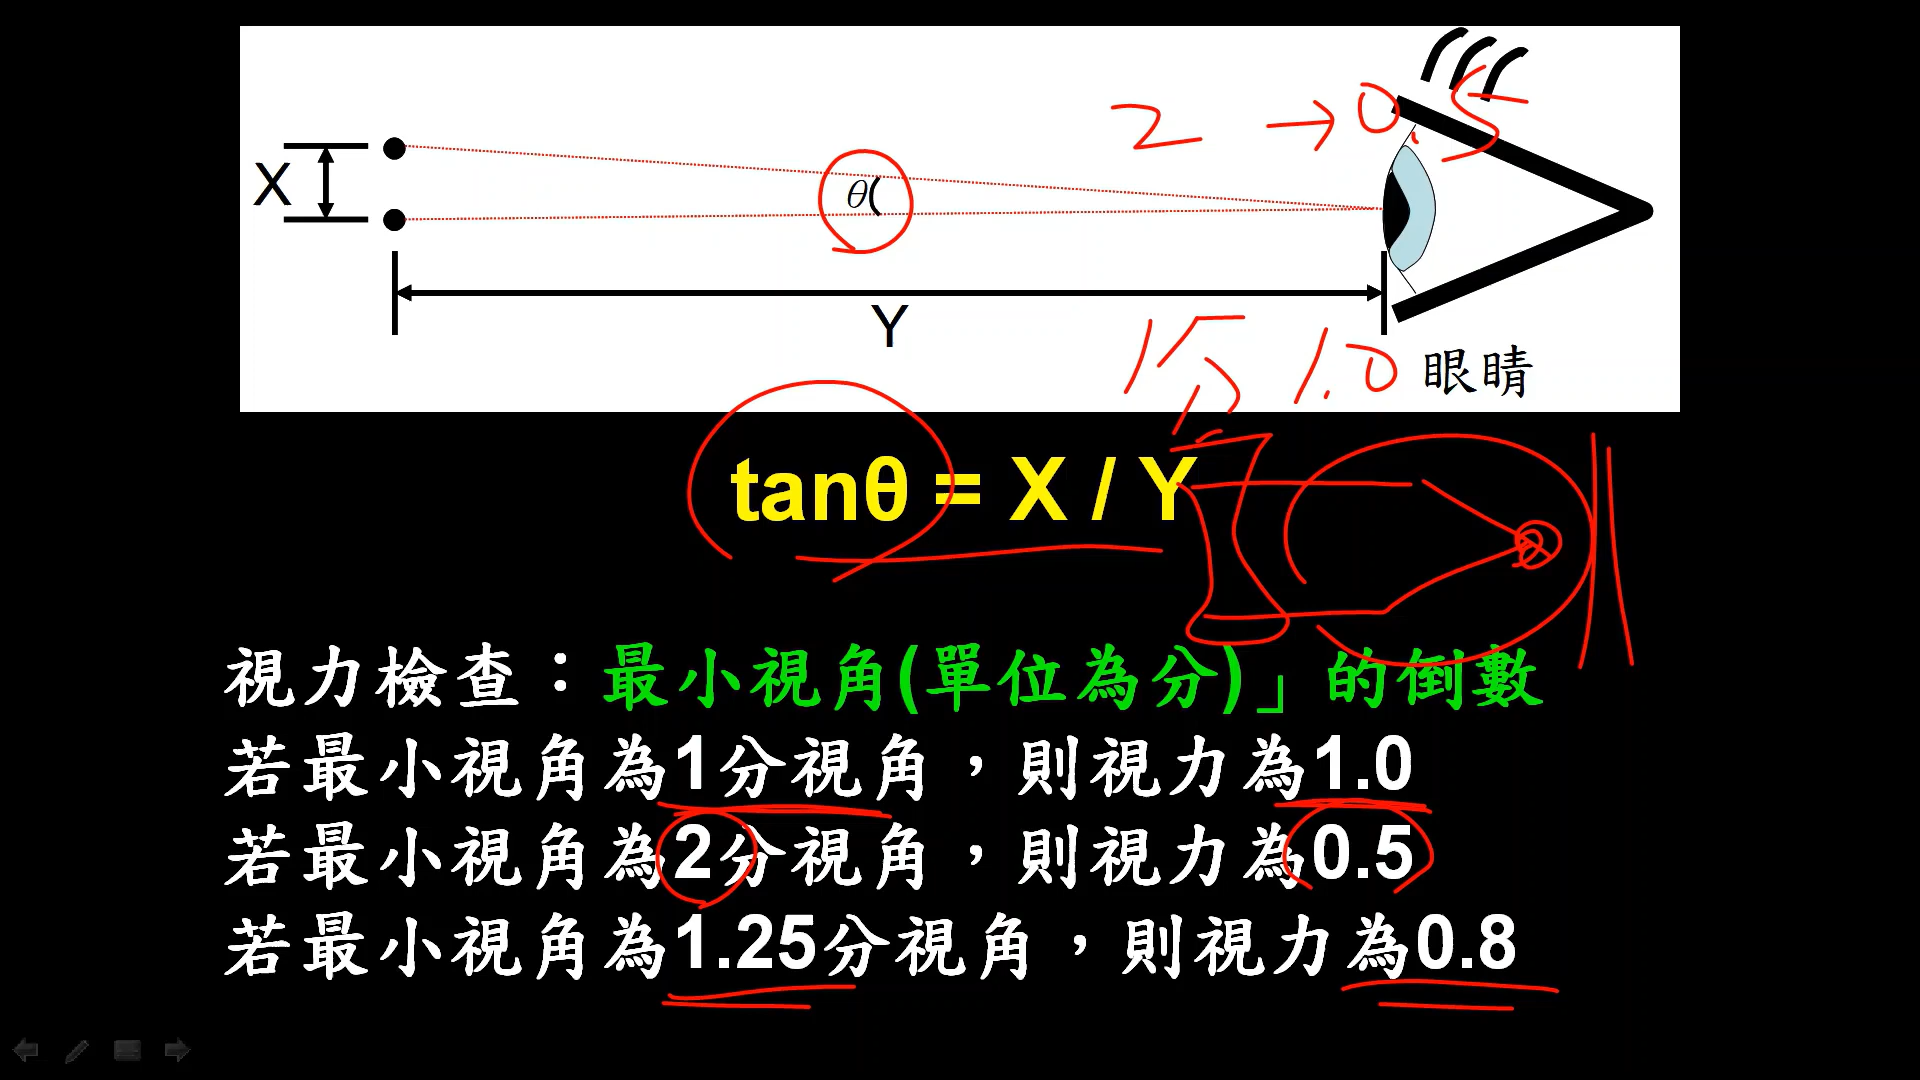 2 → 0.5
X
θ
Y
1分 1.0
眼睛
tanθ = X / Y
視力檢查：最小視角(單位為分)」的倒數
若最小視角為1分視角，則視力為1.0
若最小視角為2分視角，則視力為0.5
若最小視角為1.25分視角，則視力為0.8